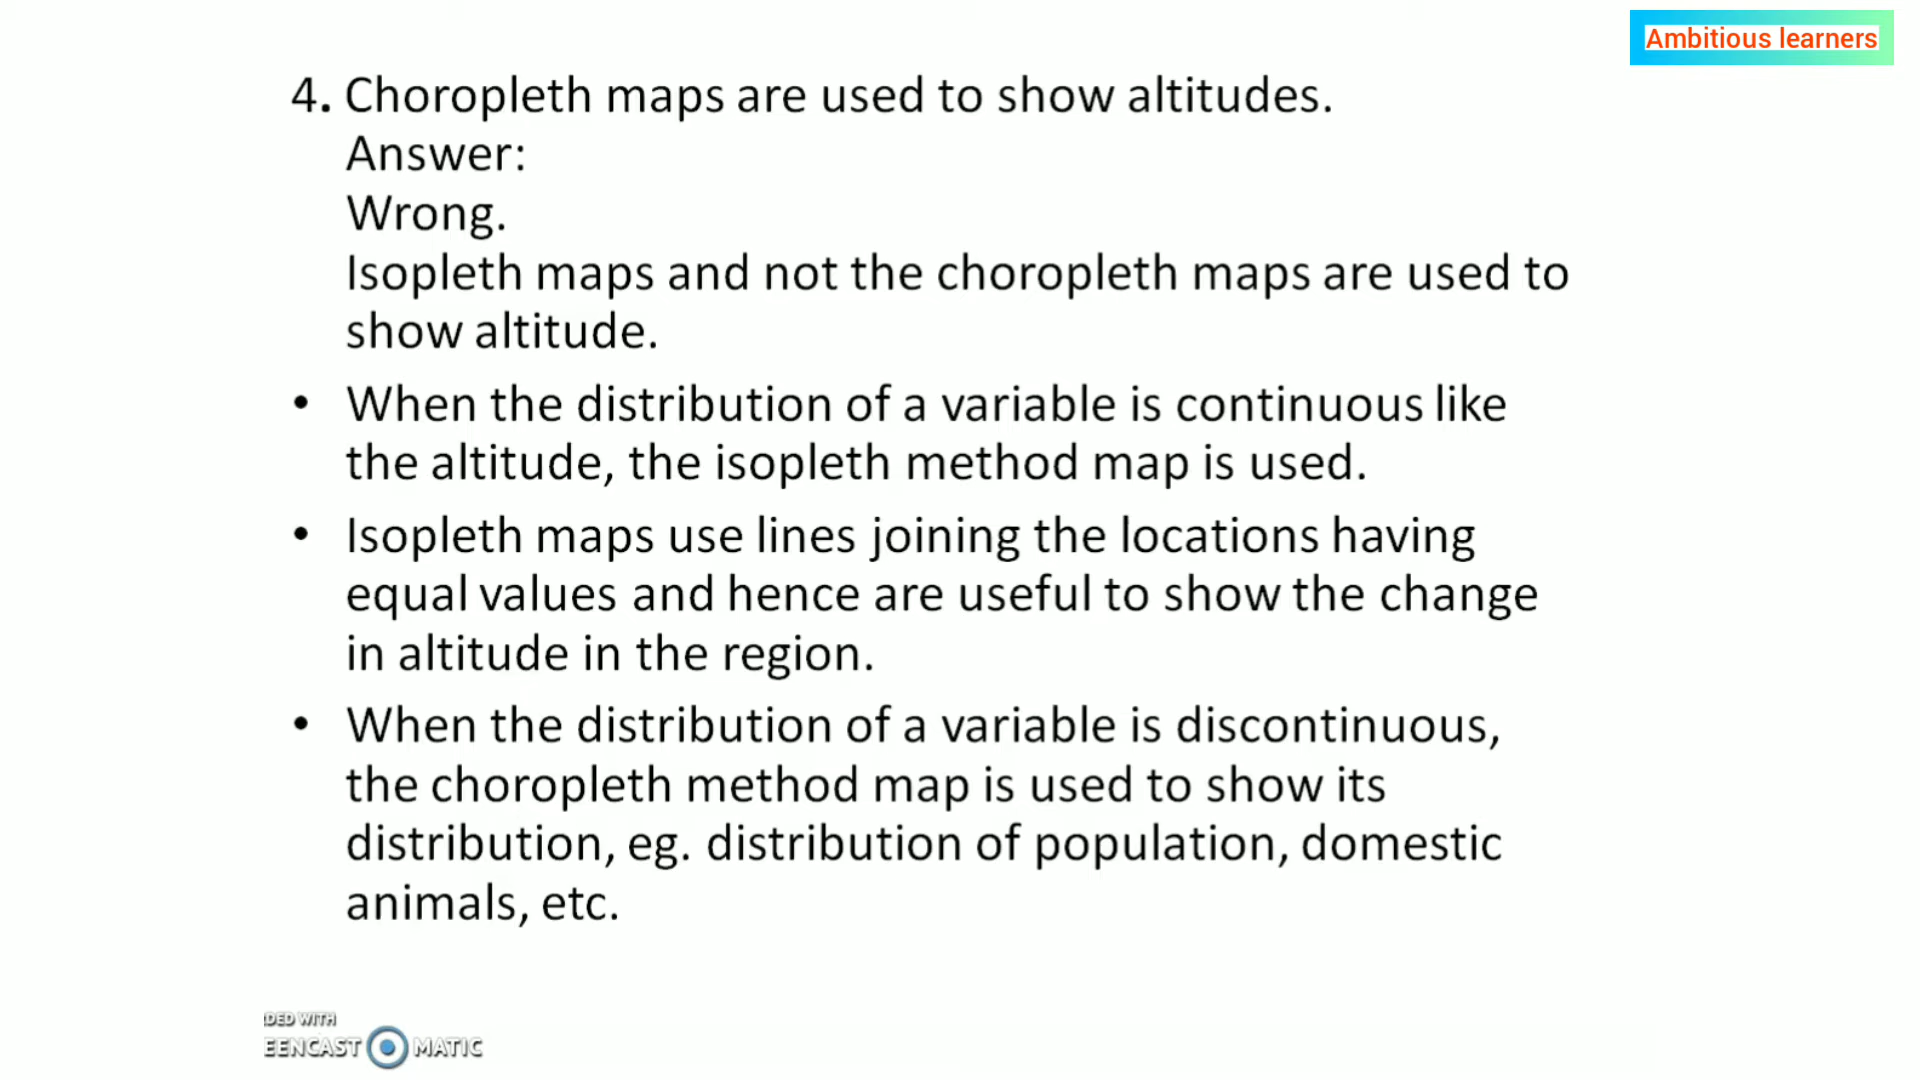 Ambitious learners
4. Choropleth maps are used to show altitudes.
Answer:
Wrong.
Isopleth maps and not the choropleth maps are used to
show altitude.
• When the distribution of a variable is continuous like
the altitude, the isopleth method map is used.
• Isopleth maps use lines joining the locations having
equal values and hence are useful to show the change
in altitude in the region.
• When the distribution of a variable is discontinuous,
the choropleth method map is used to show its
distribution, eg. distribution of population, domestic
animals, etc.
DED WITH
EENCAST MATIC